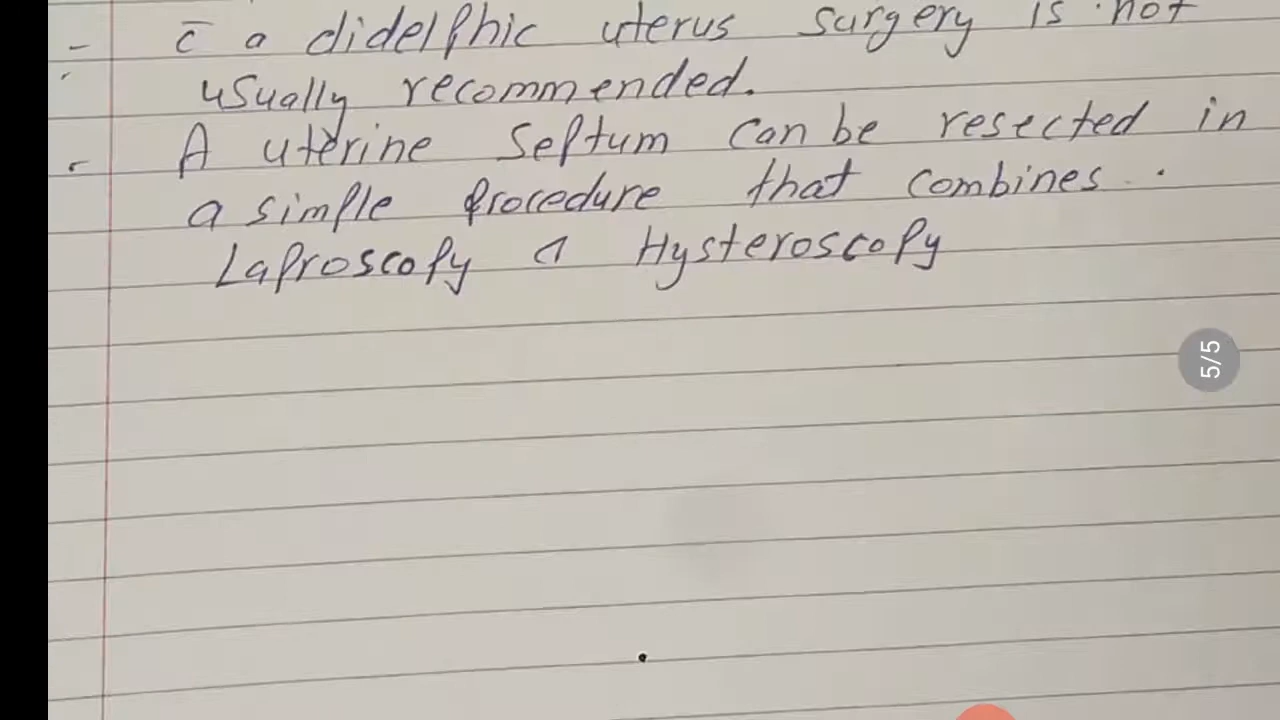 - c̄ a didelphic uterus surgery is not
usually recommended.
A uterine septum can be resected in
a simple procedure that combines
Laproscopy & Hysteroscopy
5/5